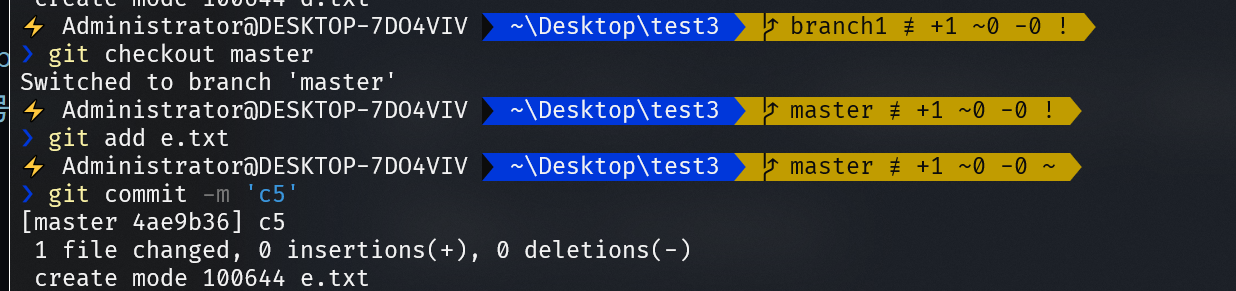 create mode 100644 d.txt
⚡ Administrator@DESKTOP-7DO4VIV ~\Desktop\test3 branch1 ≢ +1 ~0 -0 !
❯ git checkout master
Switched to branch 'master'
⚡ Administrator@DESKTOP-7DO4VIV ~\Desktop\test3 master ≢ +1 ~0 -0 !
❯ git add e.txt
⚡ Administrator@DESKTOP-7DO4VIV ~\Desktop\test3 master ≢ +1 ~0 -0 ~
❯ git commit -m 'c5'
[master 4ae9b36] c5
1 file changed, 0 insertions(+), 0 deletions(-)
create mode 100644 e.txt